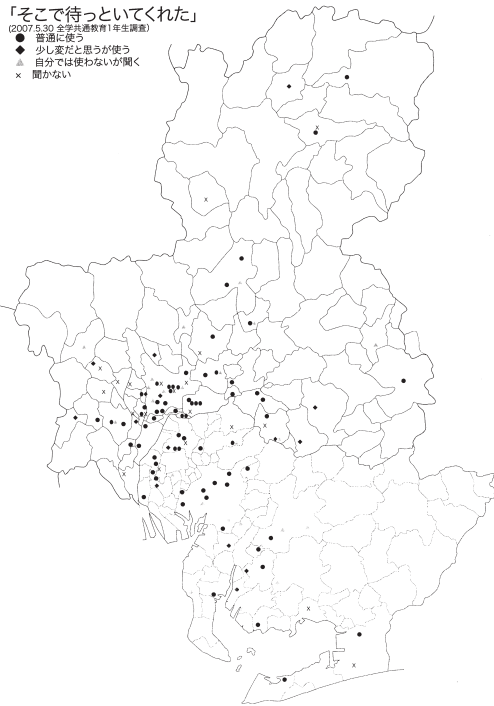 「そこで待っといてくれた」
(2007.5.30 全学共通教育1年生調査)
● 普通に使う
◆ 少し変だと思うが使う
▲ 自分では使わないが聞く
× 聞かない